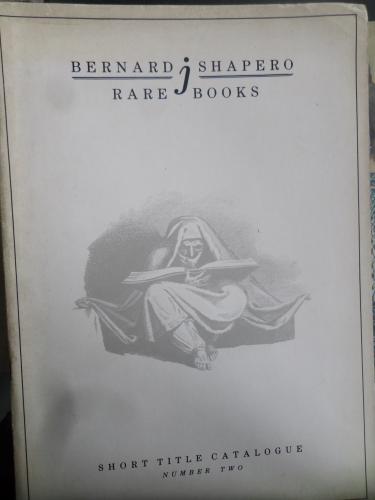 BERNARD j SHAPERO
RARE BOOKS
SHORT TITLE CATALOGUE
NUMBER TWO